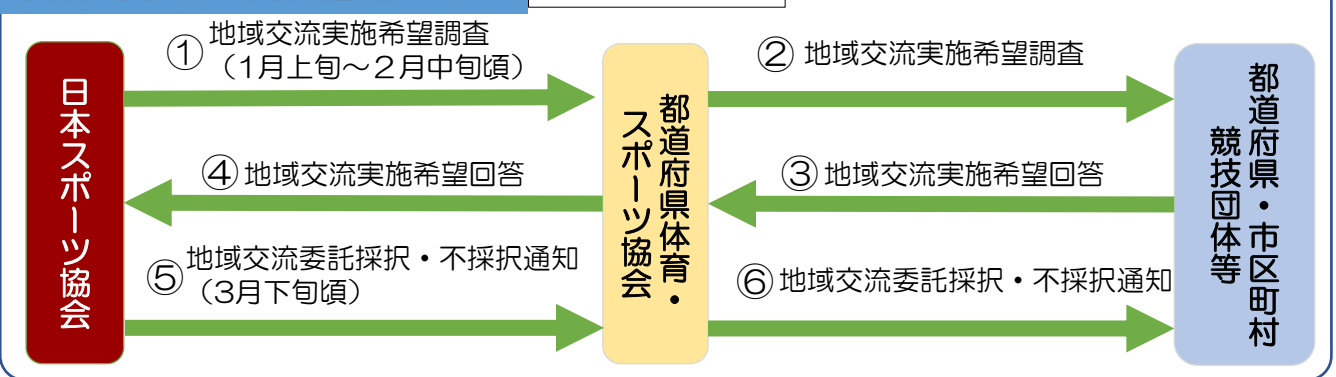 ① 地域交流実施希望調査
（1月上旬～２月中旬頃）
② 地域交流実施希望調査
日本スポーツ協会
都道府県体育・
スポーツ協会
都道府県・市区町村
競技団体等
④ 地域交流実施希望回答
③ 地域交流実施希望回答
⑤ 地域交流委託採択・不採択通知
（3月下旬頃）
⑥ 地域交流委託採択・不採択通知